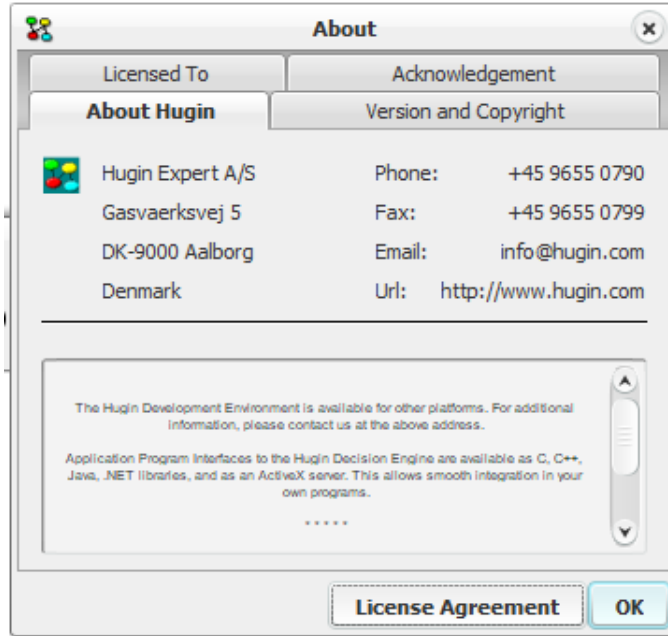 About
Licensed To
Acknowledgement
About Hugin
Version and Copyright
Hugin Expert A/S
Phone: +45 9655 0790
Gasvaerksvej 5
Fax: +45 9655 0799
DK-9000 Aalborg
Email: info@hugin.com
Denmark
Url: http://www.hugin.com
The Hugin Development Environment is available for other platforms. For additional
information, please contact us at the above address.
Application Program Interfaces to the Hugin Decision Engine are available as C, C++,
Java, .NET libraries, and as an ActiveX server. This allows smooth integration in your
own programs.
* * * * *
License Agreement
OK